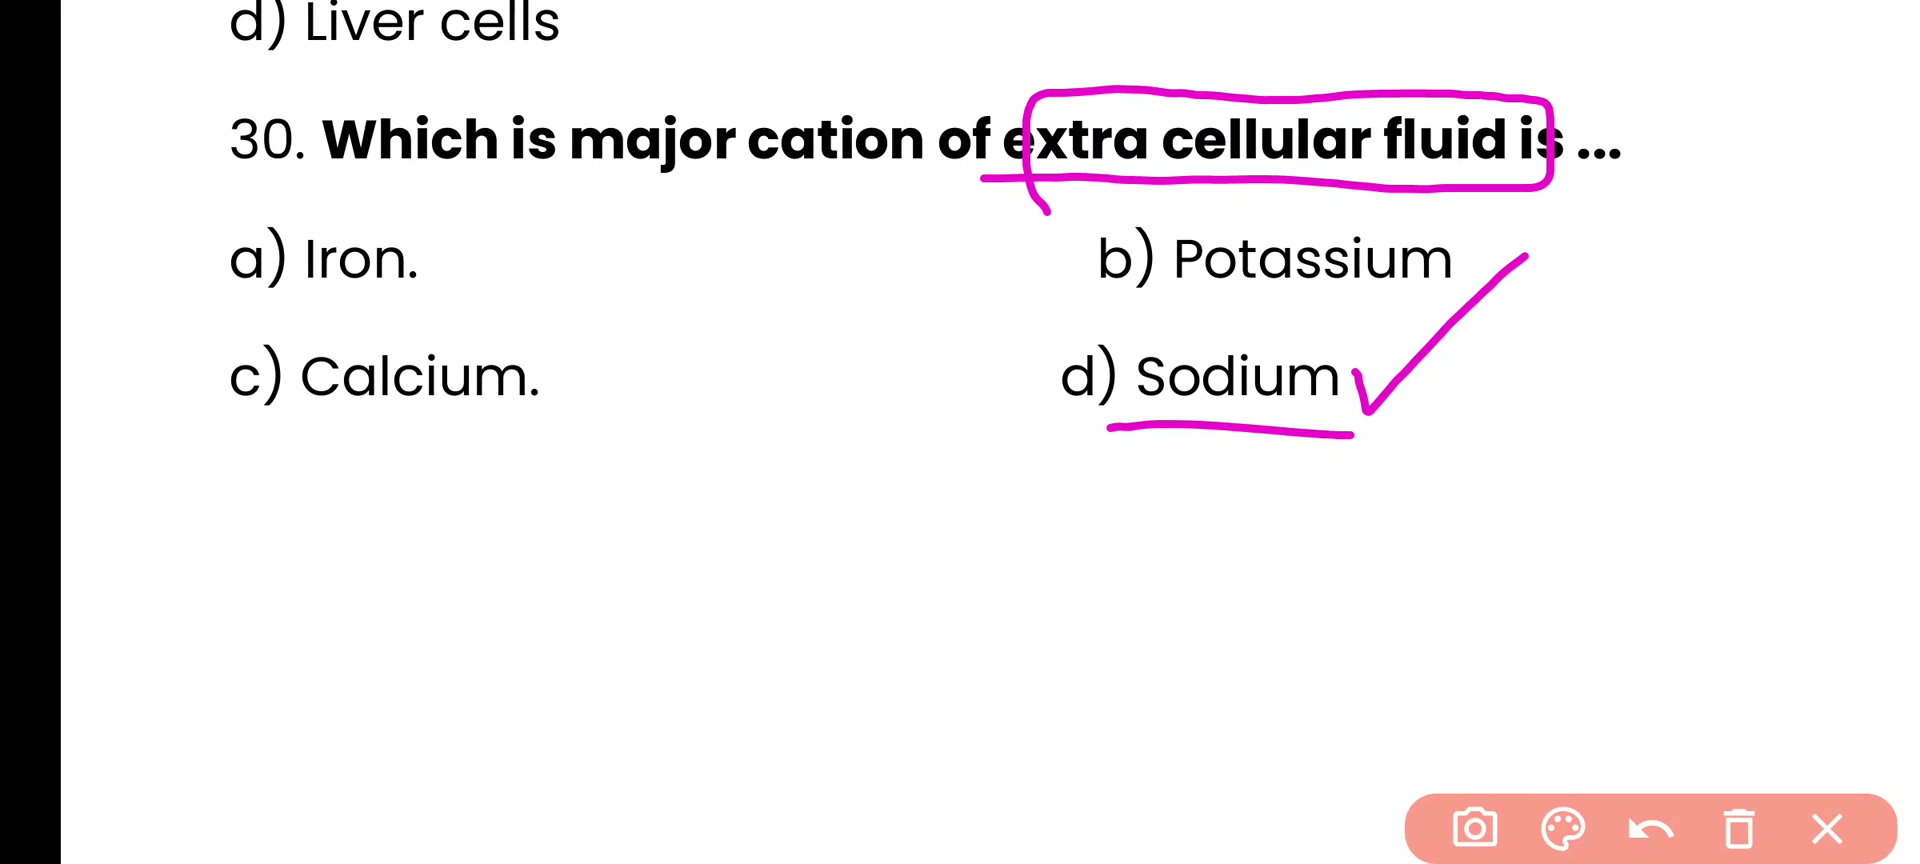 d) Liver cells
30. Which is major cation of extra cellular fluid is ...
a) Iron. b) Potassium
c) Calcium. d) Sodium